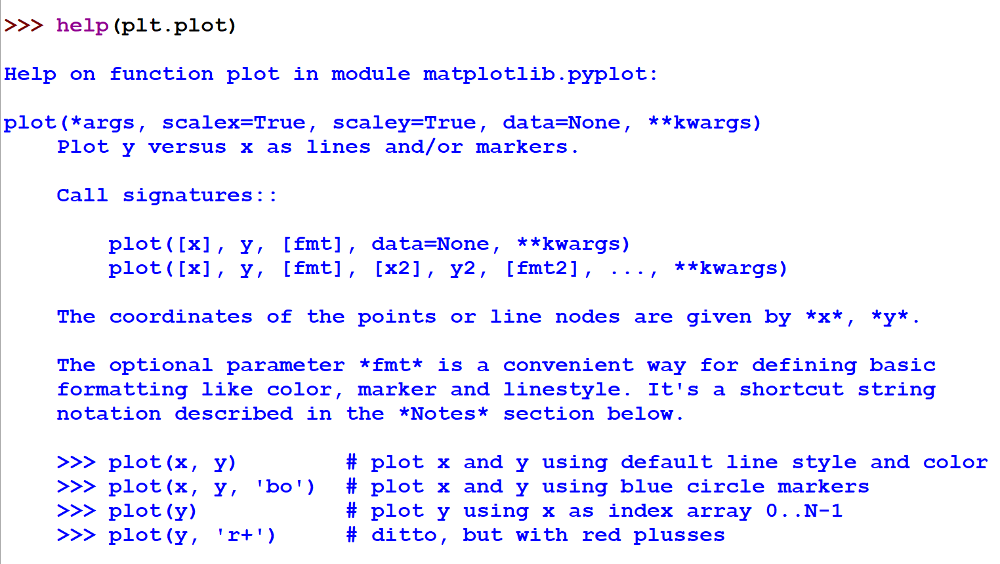 >>> help(plt.plot)
Help on function plot in module matplotlib.pyplot:
plot(*args, scalex=True, scaley=True, data=None, **kwargs)
    Plot y versus x as lines and/or markers.
    Call signatures::
        plot([x], y, [fmt], data=None, **kwargs)
        plot([x], y, [fmt], [x2], y2, [fmt2], ..., **kwargs)
    The coordinates of the points or line nodes are given by *x*, *y*.
    The optional parameter *fmt* is a convenient way for defining basic
    formatting like color, marker and linestyle. It's a shortcut string
    notation described in the *Notes* section below.
    >>> plot(x, y)        # plot x and y using default line style and color
    >>> plot(x, y, 'bo')  # plot x and y using blue circle markers
    >>> plot(y)           # plot y using x as index array 0..N-1
    >>> plot(y, 'r+')     # ditto, but with red plusses